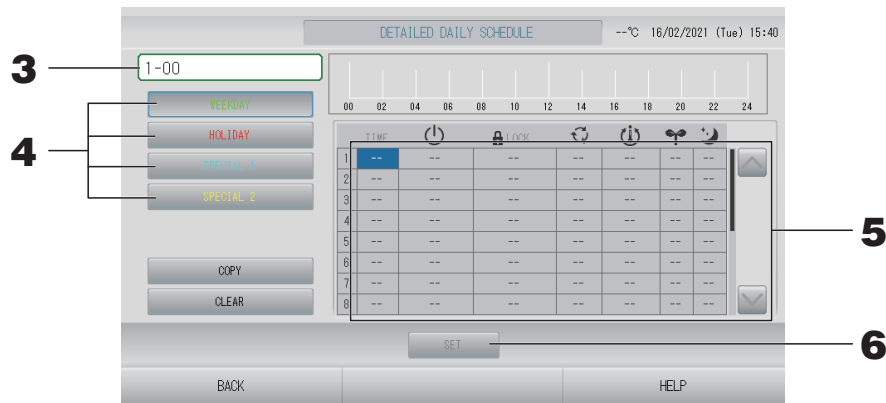 DETAILED DAILY SCHEDULE --℃ 16/02/2021 (Tue) 15:40
3 1-00
WEEKDAY
00 02 04 06 08 10 12 14 16 18 20 22 24
4 HOLIDAY
TIME LOCK
SPECIAL 1
SPECIAL 2
1 -- -- -- -- -- -- --
2 -- -- -- -- -- -- --
3 -- -- -- -- -- -- --
4 -- -- -- -- -- -- --
5 -- -- -- -- -- -- --
6 -- -- -- -- -- -- --
7 -- -- -- -- -- -- --
8 -- -- -- -- -- -- --
5
COPY
CLEAR
SET 6
BACK HELP